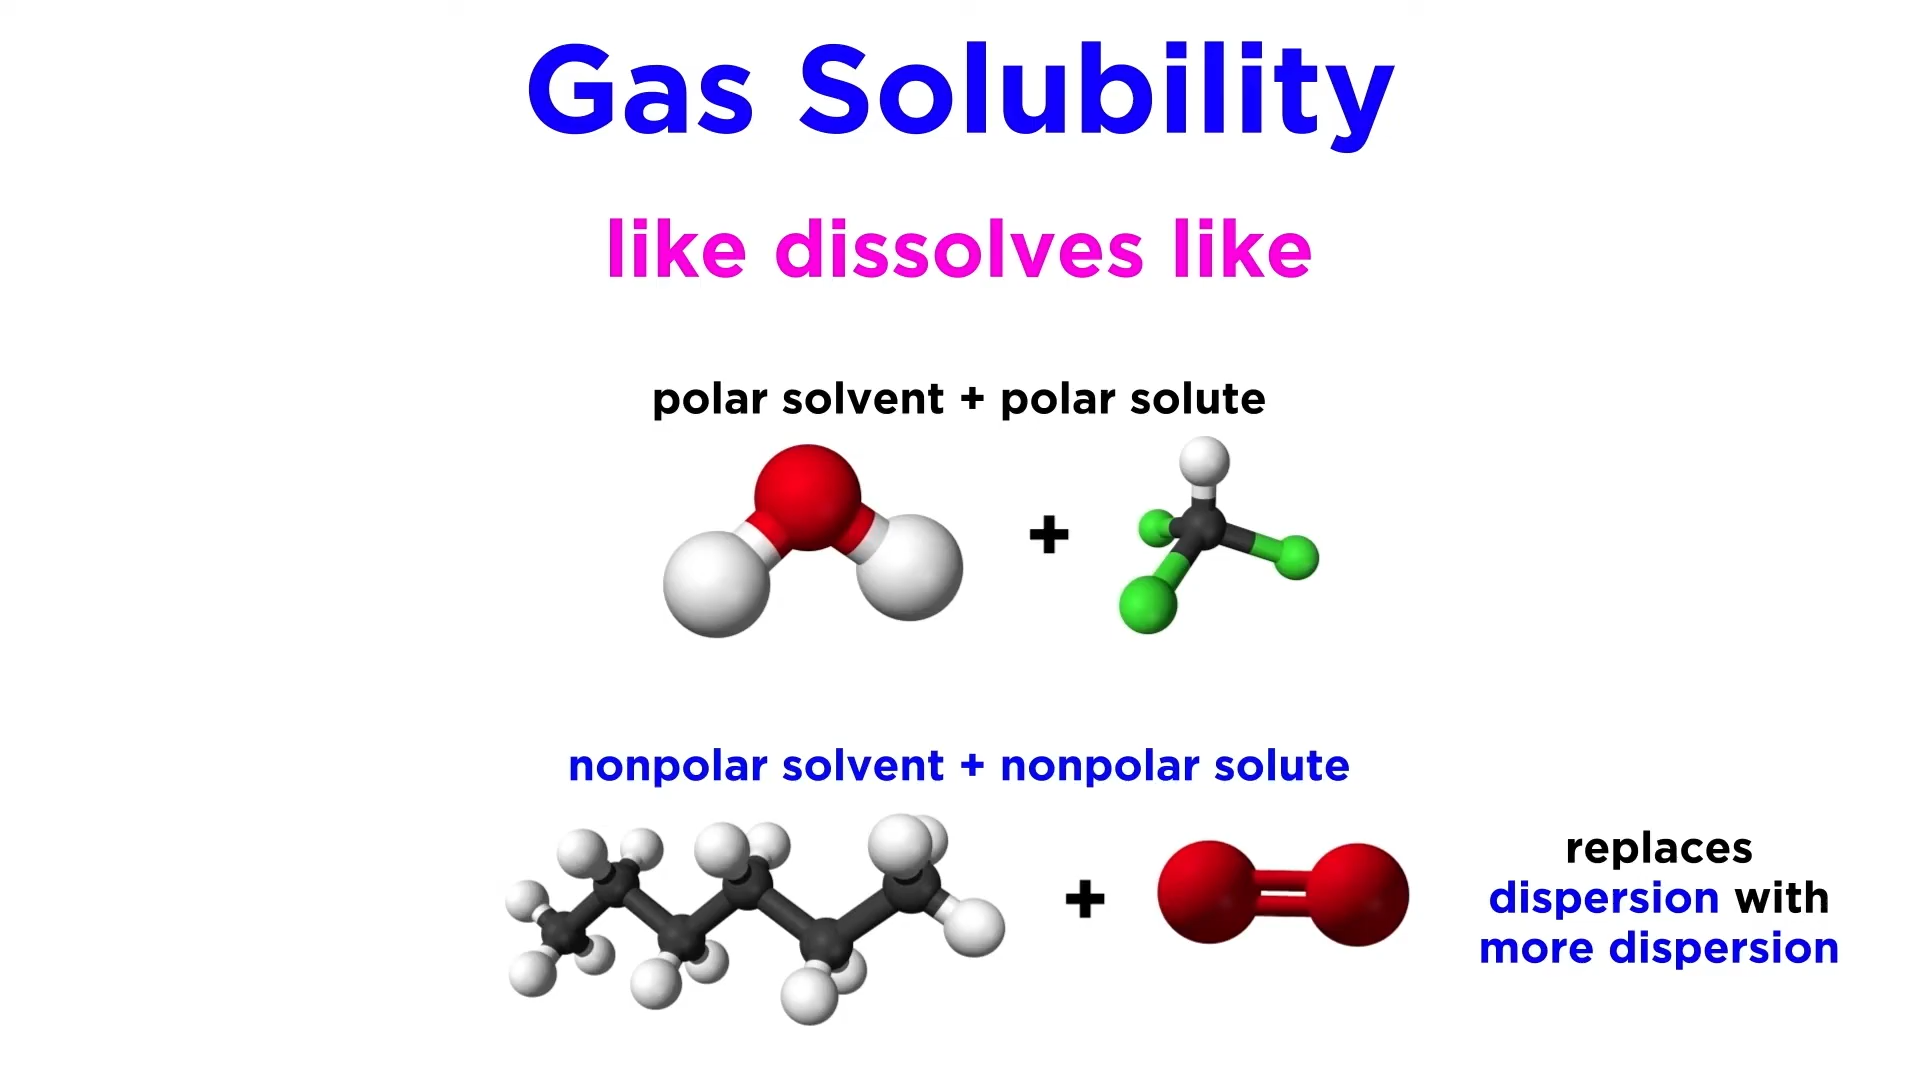 Gas Solubility
like dissolves like
polar solvent + polar solute
+
nonpolar solvent + nonpolar solute
+
replaces
dispersion with
more dispersion